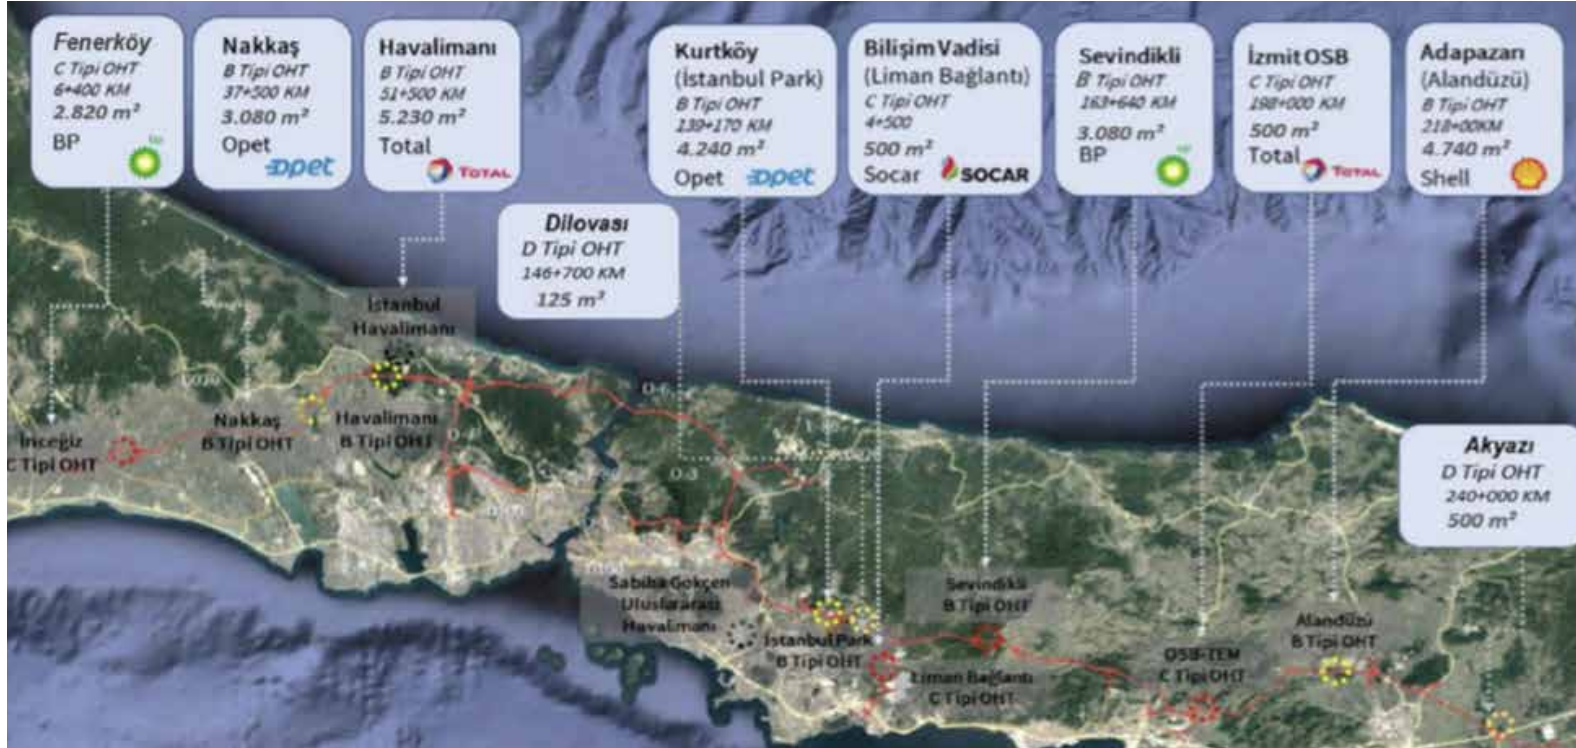 Fenerköy
C Tipi OHT
6+400 KM
2.820 m²
BP
Nakkaş
B Tipi OHT
37+500 KM
3.080 m²
Opet
OPET
Havalimanı
B Tipi OHT
51+500 KM
5.230 m²
Total
TOTAL
Kurtköy
(İstanbul Park)
B Tipi OHT
139+170 KM
4.240 m²
Opet
OPET
Bilişim Vadisi
(Liman Bağlantı)
C Tipi OHT
4+500
500 m²
Socar
SOCAR
Sevindikli
B Tipi OHT
163+640 KM
3.080 m²
BP
İzmit OSB
C Tipi OHT
198+000 KM
500 m²
Total
TOTAL
Adapazarı
(Alandüzü)
B Tipi OHT
218+00KM
4.740 m²
Shell
Dilovası
D Tipi OHT
146+700 KM
125 m²
Akyazı
D Tipi OHT
240+000 KM
500 m²
İstanbul
Havalimanı
İnceğiz
C Tipi OHT
Nakkaş
B Tipi OHT
Havalimanı
B Tipi OHT
Sabiha Gökçen
Uluslararası
Havalimanı
İstanbul Park
B Tipi OHT
Liman Bağlantı
C Tipi OHT
Sevindikli
B Tipi OHT
OSB-TEM
C Tipi OHT
Alandüzü
B Tipi OHT